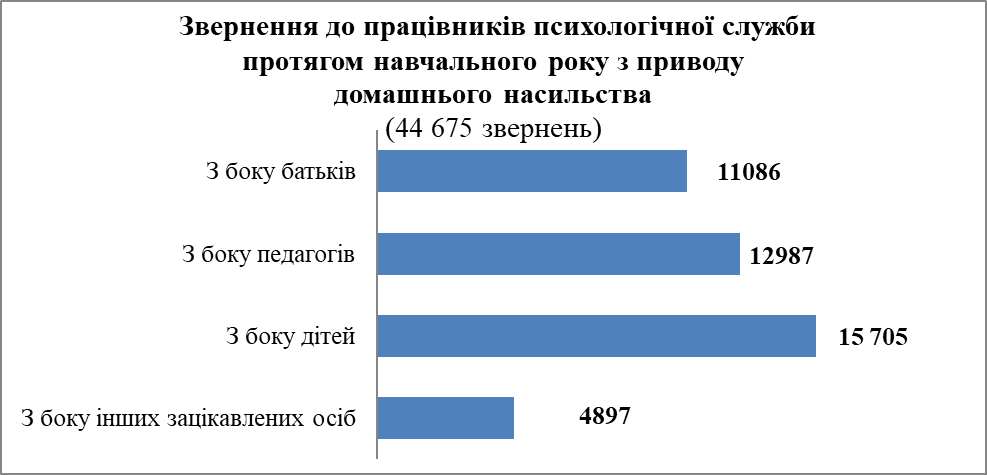 Звернення до працівників психологічної служби
протягом навчального року з приводу
домашнього насильства
(44 675 звернень)
З боку батьків 11086
З боку педагогів 12987
З боку дітей 15 705
З боку інших зацікавлених осіб 4897